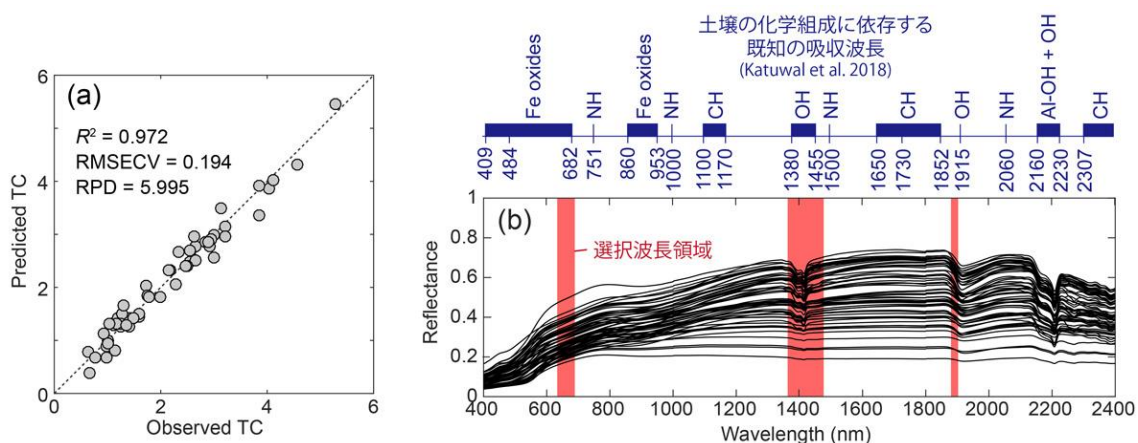 (a)
R² = 0.972
RMSECV = 0.194
RPD = 5.995
Predicted TC
6
4
2
0
0 2 4 6
Observed TC
土壌の化学組成に依存する
既知の吸収波長
(Katuwal et al. 2018)
Fe oxides
NH
Fe oxides
NH
CH
OH
NH
CH
OH
NH
Al-OH + OH
CH
409
484
682
751
860
953
1000
1100
1170
1380
1455
1500
1650
1730
1852
1915
2060
2160
2230
2307
(b)
選択波長領域
Reflectance
1
0.8
0.6
0.4
0.2
0
400 600 800 1000 1200 1400 1600 1800 2000 2200 2400
Wavelength (nm)